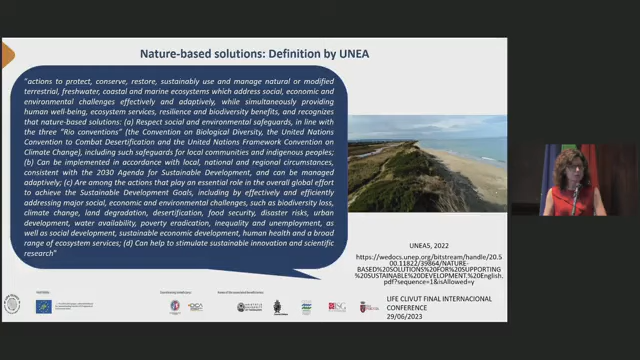 Nature-based solutions: Definition by UNEA
"actions to protect, conserve, restore, sustainably use and manage natural or modified
terrestrial, freshwater, coastal and marine ecosystems which address social, economic and
environmental challenges effectively and adaptively, while simultaneously providing
human well-being, ecosystem services, resilience and biodiversity benefits, and recognizes
that nature-based solutions: (a) Respect social and environmental safeguards, in line with
the three "Rio conventions" (the Convention on Biological Diversity, the United Nations
Convention to Combat Desertification and the United Nations Framework Convention on
Climate Change), including such safeguards for local communities and indigenous peoples;
(b) Can be implemented in accordance with local, national and regional circumstances,
consistent with the 2030 Agenda for Sustainable Development, and can be managed
adaptively; (c) Are among the actions that play an essential role in the overall global effort
to achieve the Sustainable Development Goals, including by effectively and efficiently
addressing major social, economic and environmental challenges, such as biodiversity loss,
climate change, land degradation, desertification, food security, disaster risks, urban
development, water availability, poverty eradication, inequality and unemployment, as
well as social development, sustainable economic development, human health and a broad
range of ecosystem services; (d) Can help to stimulate sustainable innovation and scientific
research"
UNEA5, 2022
https://wedocs.unep.org/bitstream/handle/20.5
00.11822/39864/NATURE-
BASED%20SOLUTIONS%20FOR%20SUPPORTING
%20SUSTAINABLE%20DEVELOPMENT.%20English.
pdf?sequence=1&isAllowed=y
LIFE CLIVUT FINAL INTERNACIONAL
CONFERENCE
29/06/2023